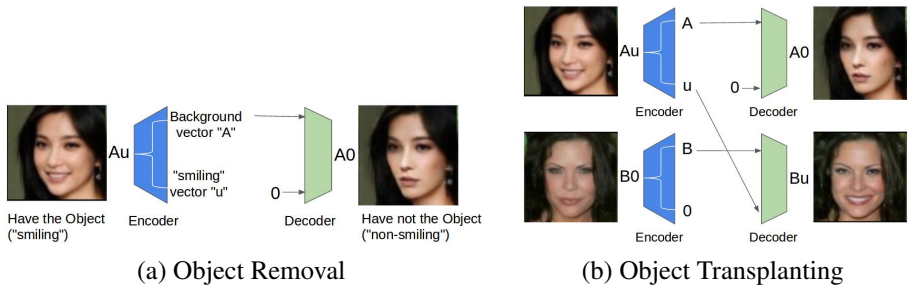 Au
Background
vector "A"
"smiling"
vector "u"
0
A0
Have the Object
("smiling")
Encoder
Decoder
Have not the Object
("non-smiling")
(a) Object Removal
Au
A
u
0
A0
Encoder
Decoder
B0
B
0
Bu
Encoder
Decoder
(b) Object Transplanting